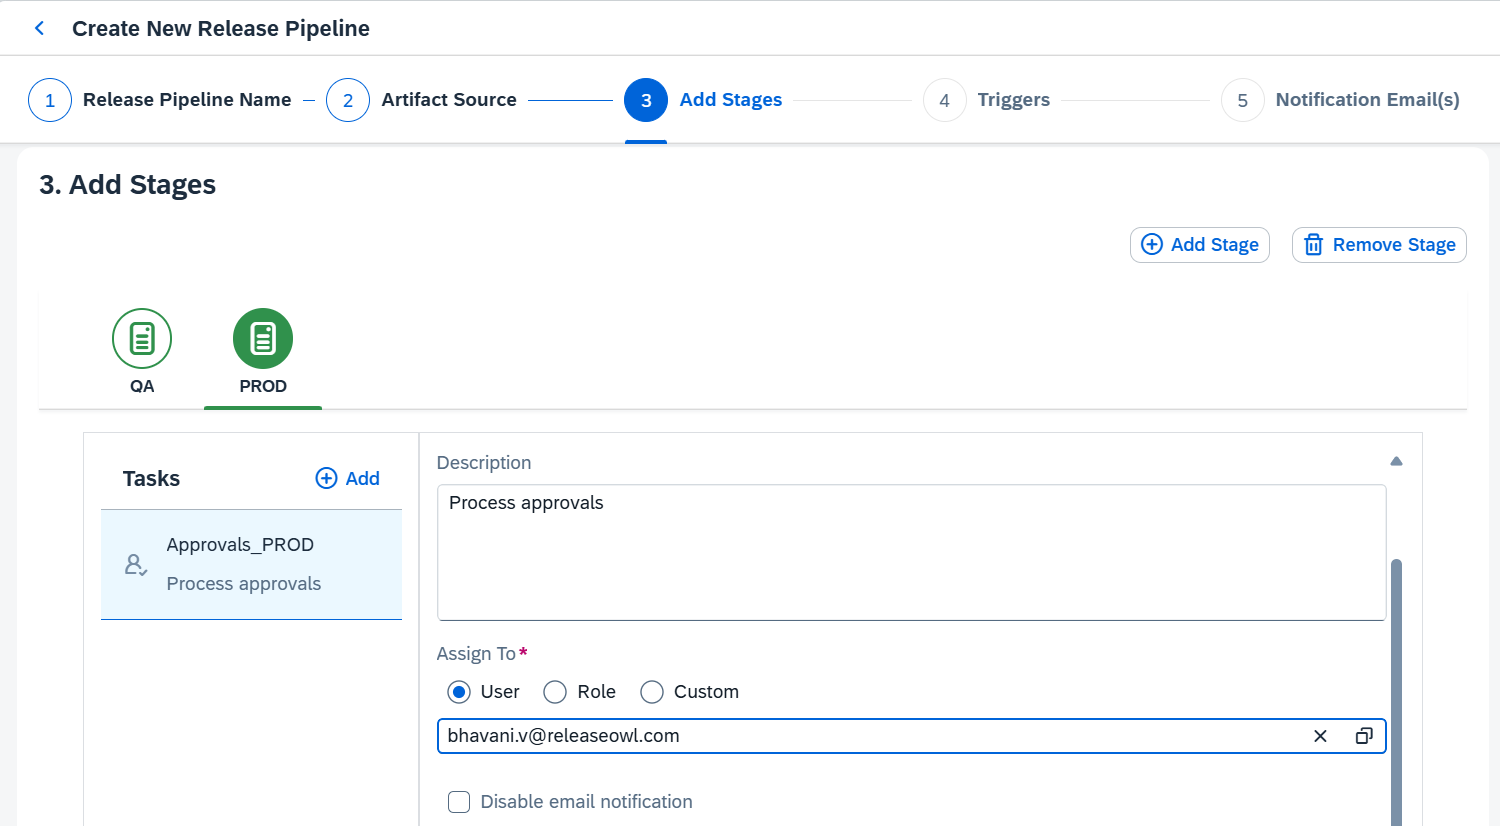 Create New Release Pipeline
1 Release Pipeline Name 2 Artifact Source 3 Add Stages 4 Triggers 5 Notification Email(s)
3. Add Stages
Add Stage Remove Stage
QA PROD
Tasks Add
Approvals_PROD
Process approvals
Description
Process approvals
Assign To*
User Role Custom
bhavani.v@releaseowl.com
Disable email notification